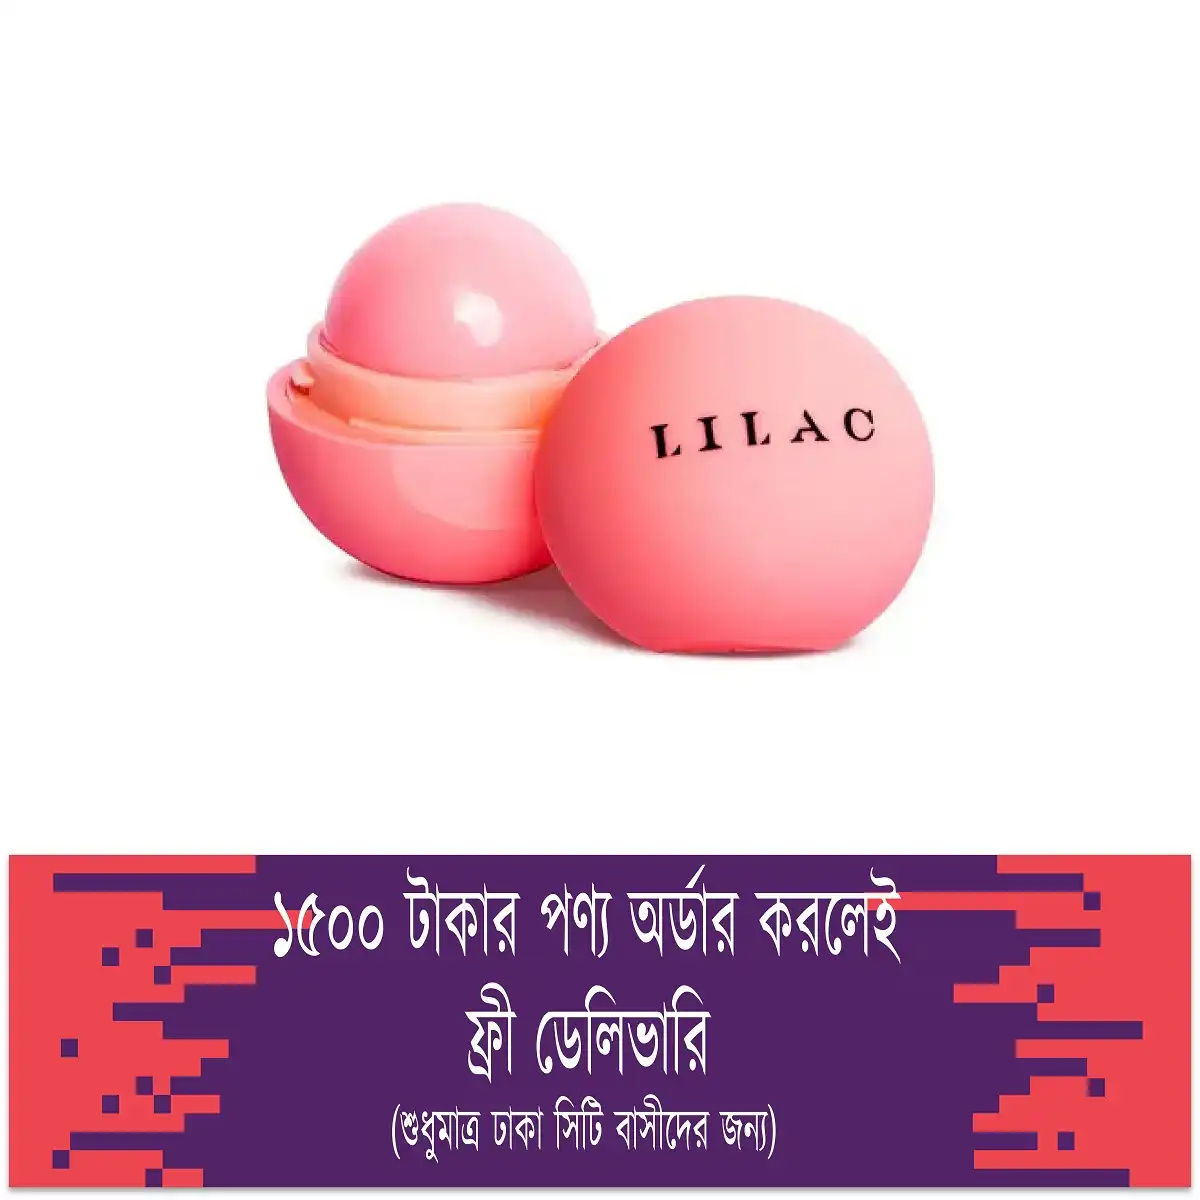 LILAC
১৫০০ টাকার পণ্য অর্ডার করলেই
ফ্রী ডেলিভারি
(শুধুমাত্র ঢাকা সিটি বাসীদের জন্য)